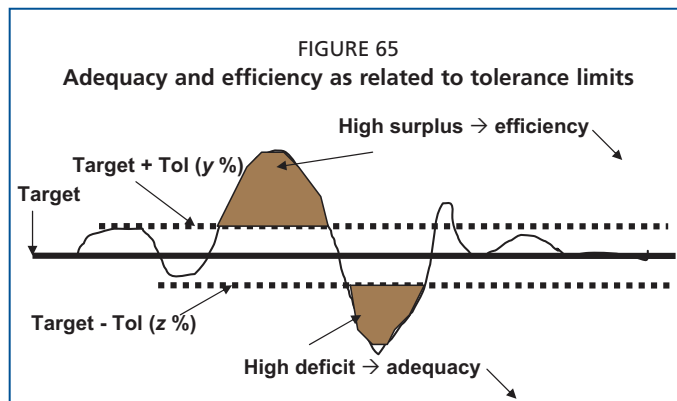 FIGURE 65
Adequacy and efficiency as related to tolerance limits
High surplus → efficiency
Target + Tol (y %)
Target
Target - Tol (z %)
High deficit → adequacy